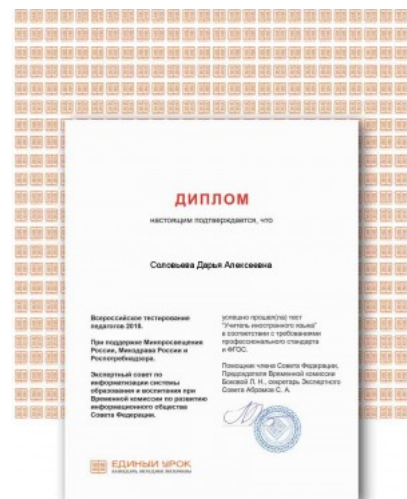 ДИПЛОМ
настоящим подтверждается, что
Соловьева Дарья Алексеевна
Всероссийское тестирование
педагогов 2018.
При поддержке Минпросвещения
России, Минздрава России и
Роспотребнадзора.
Экспертный совет по
информатизации системы
образования и воспитания при
Временной комиссии по развитию
информационного общества
Совета Федерации.
успешно прошел(ла) тест
"Учитель иностранного языка"
в соответствии с требованиями
профессионального стандарта
и ФГОС.
Помощник члена Совета Федерации,
Председателя Временной комиссии
Боковой Л. Н., секретарь Экспертного
Совета Абрамов С. А.
ЕДИНЫЙ УРОК